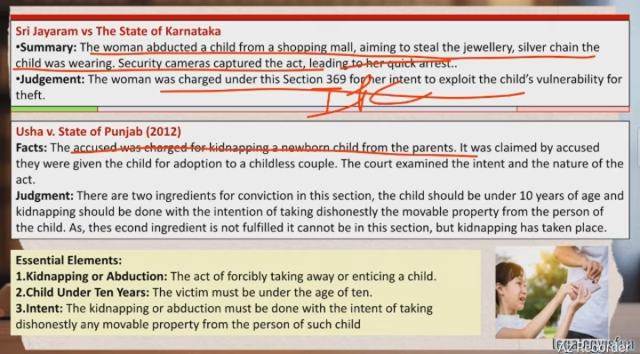 Sri Jayaram vs The State of Karnataka
•Summary: The woman abducted a child from a shopping mall, aiming to steal the jewellery, silver chain the
child was wearing. Security cameras captured the act, leading to her quick arrest..
•Judgement: The woman was charged under this Section 369 for her intent to exploit the child's vulnerability for
theft.
IPC
Usha v. State of Punjab (2012)
Facts: The accused was charged for kidnapping a newborn child from the parents. It was claimed by accused
they were given the child for adoption to a childless couple. The court examined the intent and the nature of the
act.
Judgment: There are two ingredients for conviction in this section, the child should be under 10 years of age and
kidnapping should be done with the intention of taking dishonestly the movable property from the person of
the child. As, thes econd ingredient is not fulfilled it cannot be in this section, but kidnapping has taken place.
Essential Elements:
1.Kidnapping or Abduction: The act of forcibly taking away or enticing a child.
2.Child Under Ten Years: The victim must be under the age of ten.
3.Intent: The kidnapping or abduction must be done with the intent of taking
dishonestly any movable property from the person of such child
AZ Recorder